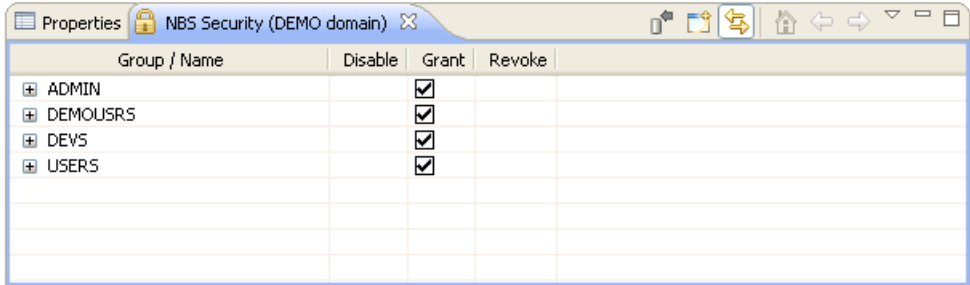 Properties NBS Security (DEMO domain)
Group / Name Disable Grant Revoke
ADMIN
DEMOUSRS
DEVS
USERS